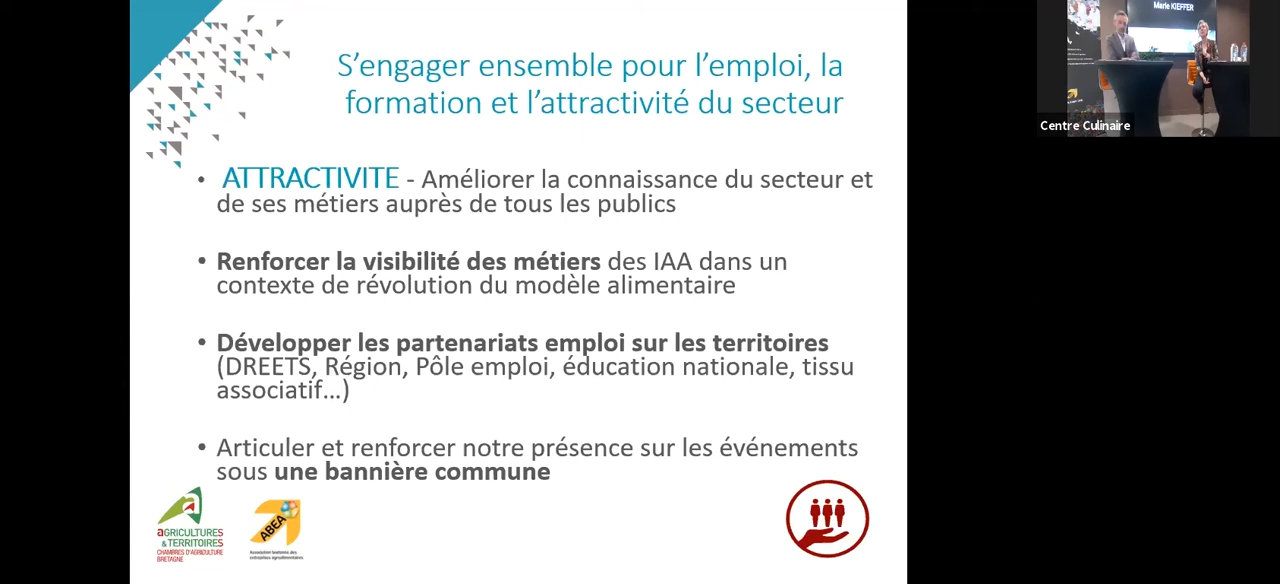 S'engager ensemble pour l'emploi, la
formation et l'attractivité du secteur
• ATTRACTIVITE - Améliorer la connaissance du secteur et
de ses métiers auprès de tous les publics
• Renforcer la visibilité des métiers des IAA dans un
contexte de révolution du modèle alimentaire
• Développer les partenariats emploi sur les territoires
(DREETS, Région, Pôle emploi, éducation nationale, tissu
associatif…)
• Articuler et renforcer notre présence sur les événements
sous une bannière commune
aGRICULTURES
& TERRITOIRES
CHAMBRES D'AGRICULTURE
BRETAGNE
ABEA
Association bretonne des
entreprises agroalimentaires
Marie KIEFFER
Centre Culinaire